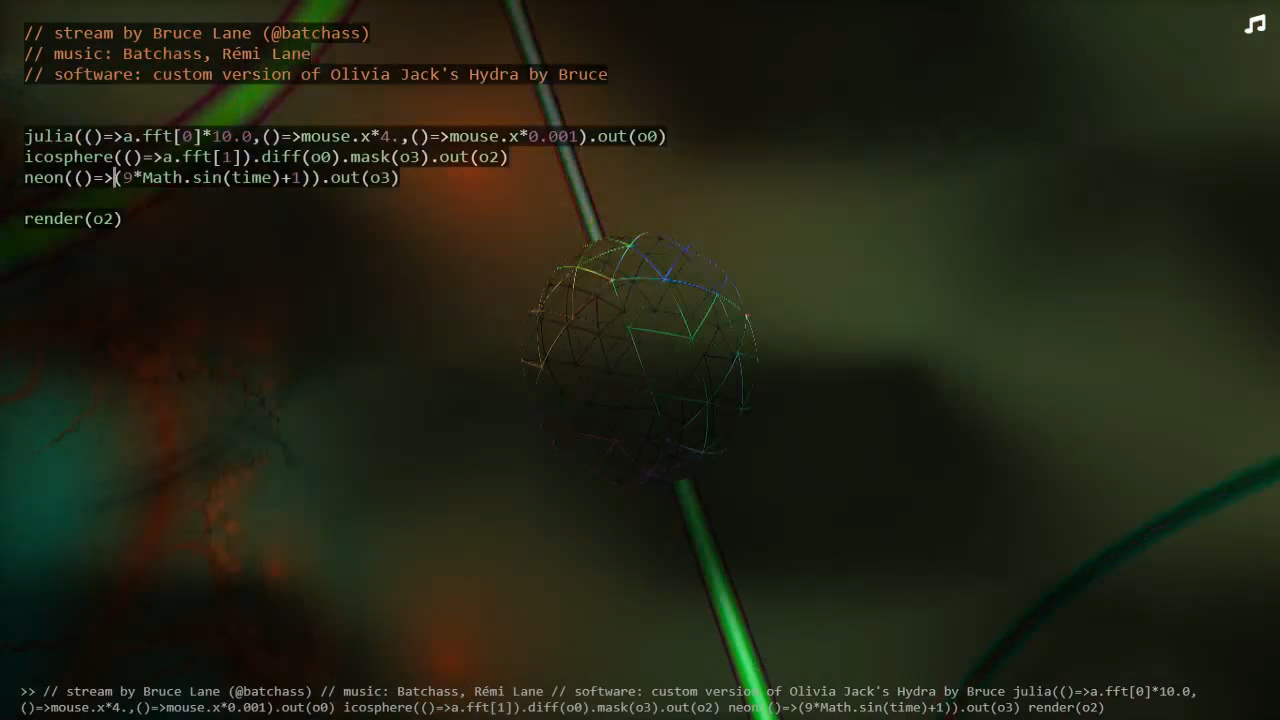 // stream by Bruce Lane (@batchass)
// music: Batchass, Rémi Lane
// software: custom version of Olivia Jack's Hydra by Bruce
julia(()=>a.fft[0]*10.0,()=>mouse.x*4.,()=>mouse.x*0.001).out(o0)
icosphere(()=>a.fft[1]).diff(o0).mask(o3).out(o2)
neon(()=>(9*Math.sin(time)+1)).out(o3)
render(o2)
>> // stream by Bruce Lane (@batchass) // music: Batchass, Rémi Lane // software: custom version of Olivia Jack's Hydra by Bruce julia(()=>a.fft[0]*10.0,
()=>mouse.x*4.,()=>mouse.x*0.001).out(o0) icosphere(()=>a.fft[1]).diff(o0).mask(o3).out(o2) neon(()=>(9*Math.sin(time)+1)).out(o3) render(o2)